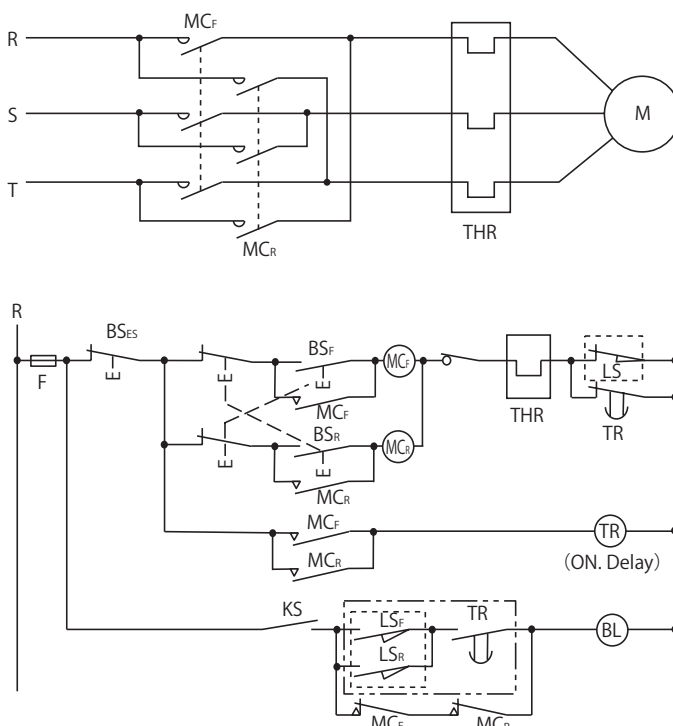 MCF
R
S
M
T
MCR
THR
R
BSES
BSF
MCF
F
LS
MCF
THR
BSR
TR
MCR
MCR
MCF
TR
MCR
(ON. Delay)
KS
LSF
TR
BL
LSR
MCF
MCR